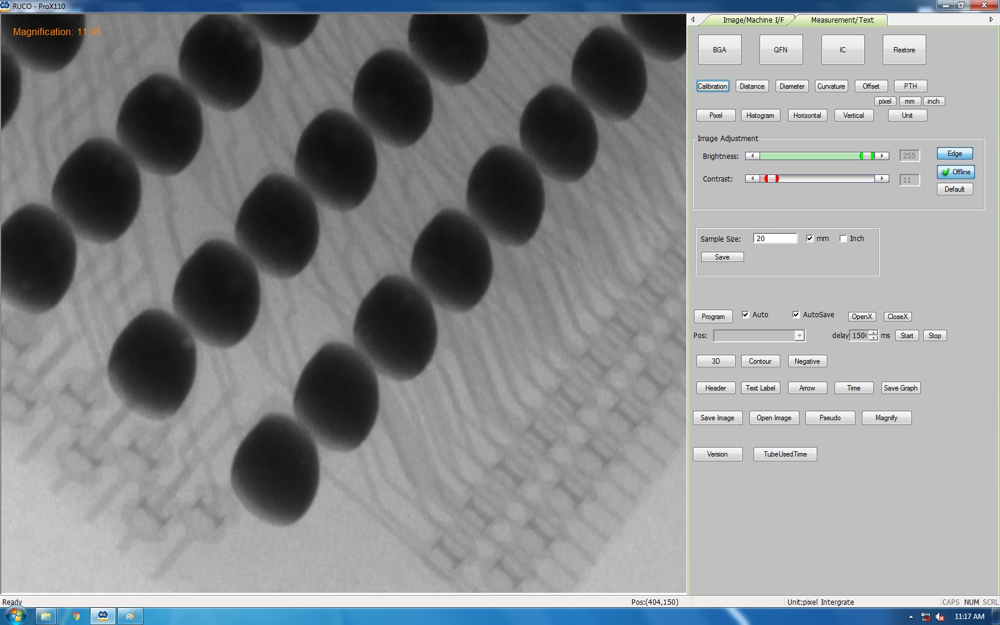 RUCO - ProX110
Magnification: 11.45
Image/Machine I/F
Measurement/Text
BGA
QFN
IC
Restore
Calibration
Distance
Diameter
Curvature
Offset
PTH
pixel
mm
inch
Pixel
Histogram
Horizontal
Vertical
Unit
Image Adjustment
Brightness:
255
Edge
Contrast:
11
Offline
Default
Sample Size:
20
mm
Inch
Save
Program
Auto
AutoSave
OpenX
CloseX
Pos:
delay
ms
Start
Stop
3D
Contour
Negative
Header
Text Label
Arrow
Time
Save Graph
Save Image
Open Image
Pseudo
Magnify
Version
TubeUsedTime
Ready
Pos:(404,150)
Unit:pixel
Intergrate
CAPS
NUM
SCRL
11:17 AM